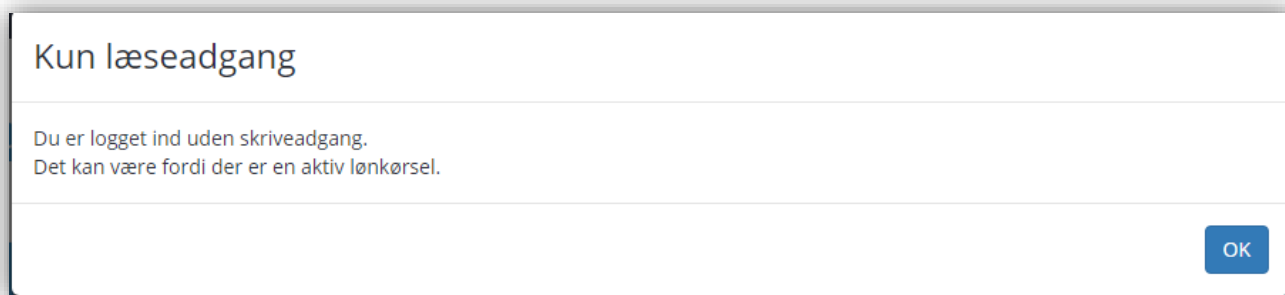 Kun læseadgang
Du er logget ind uden skriveadgang.
Det kan være fordi der er en aktiv lønkørsel.
OK